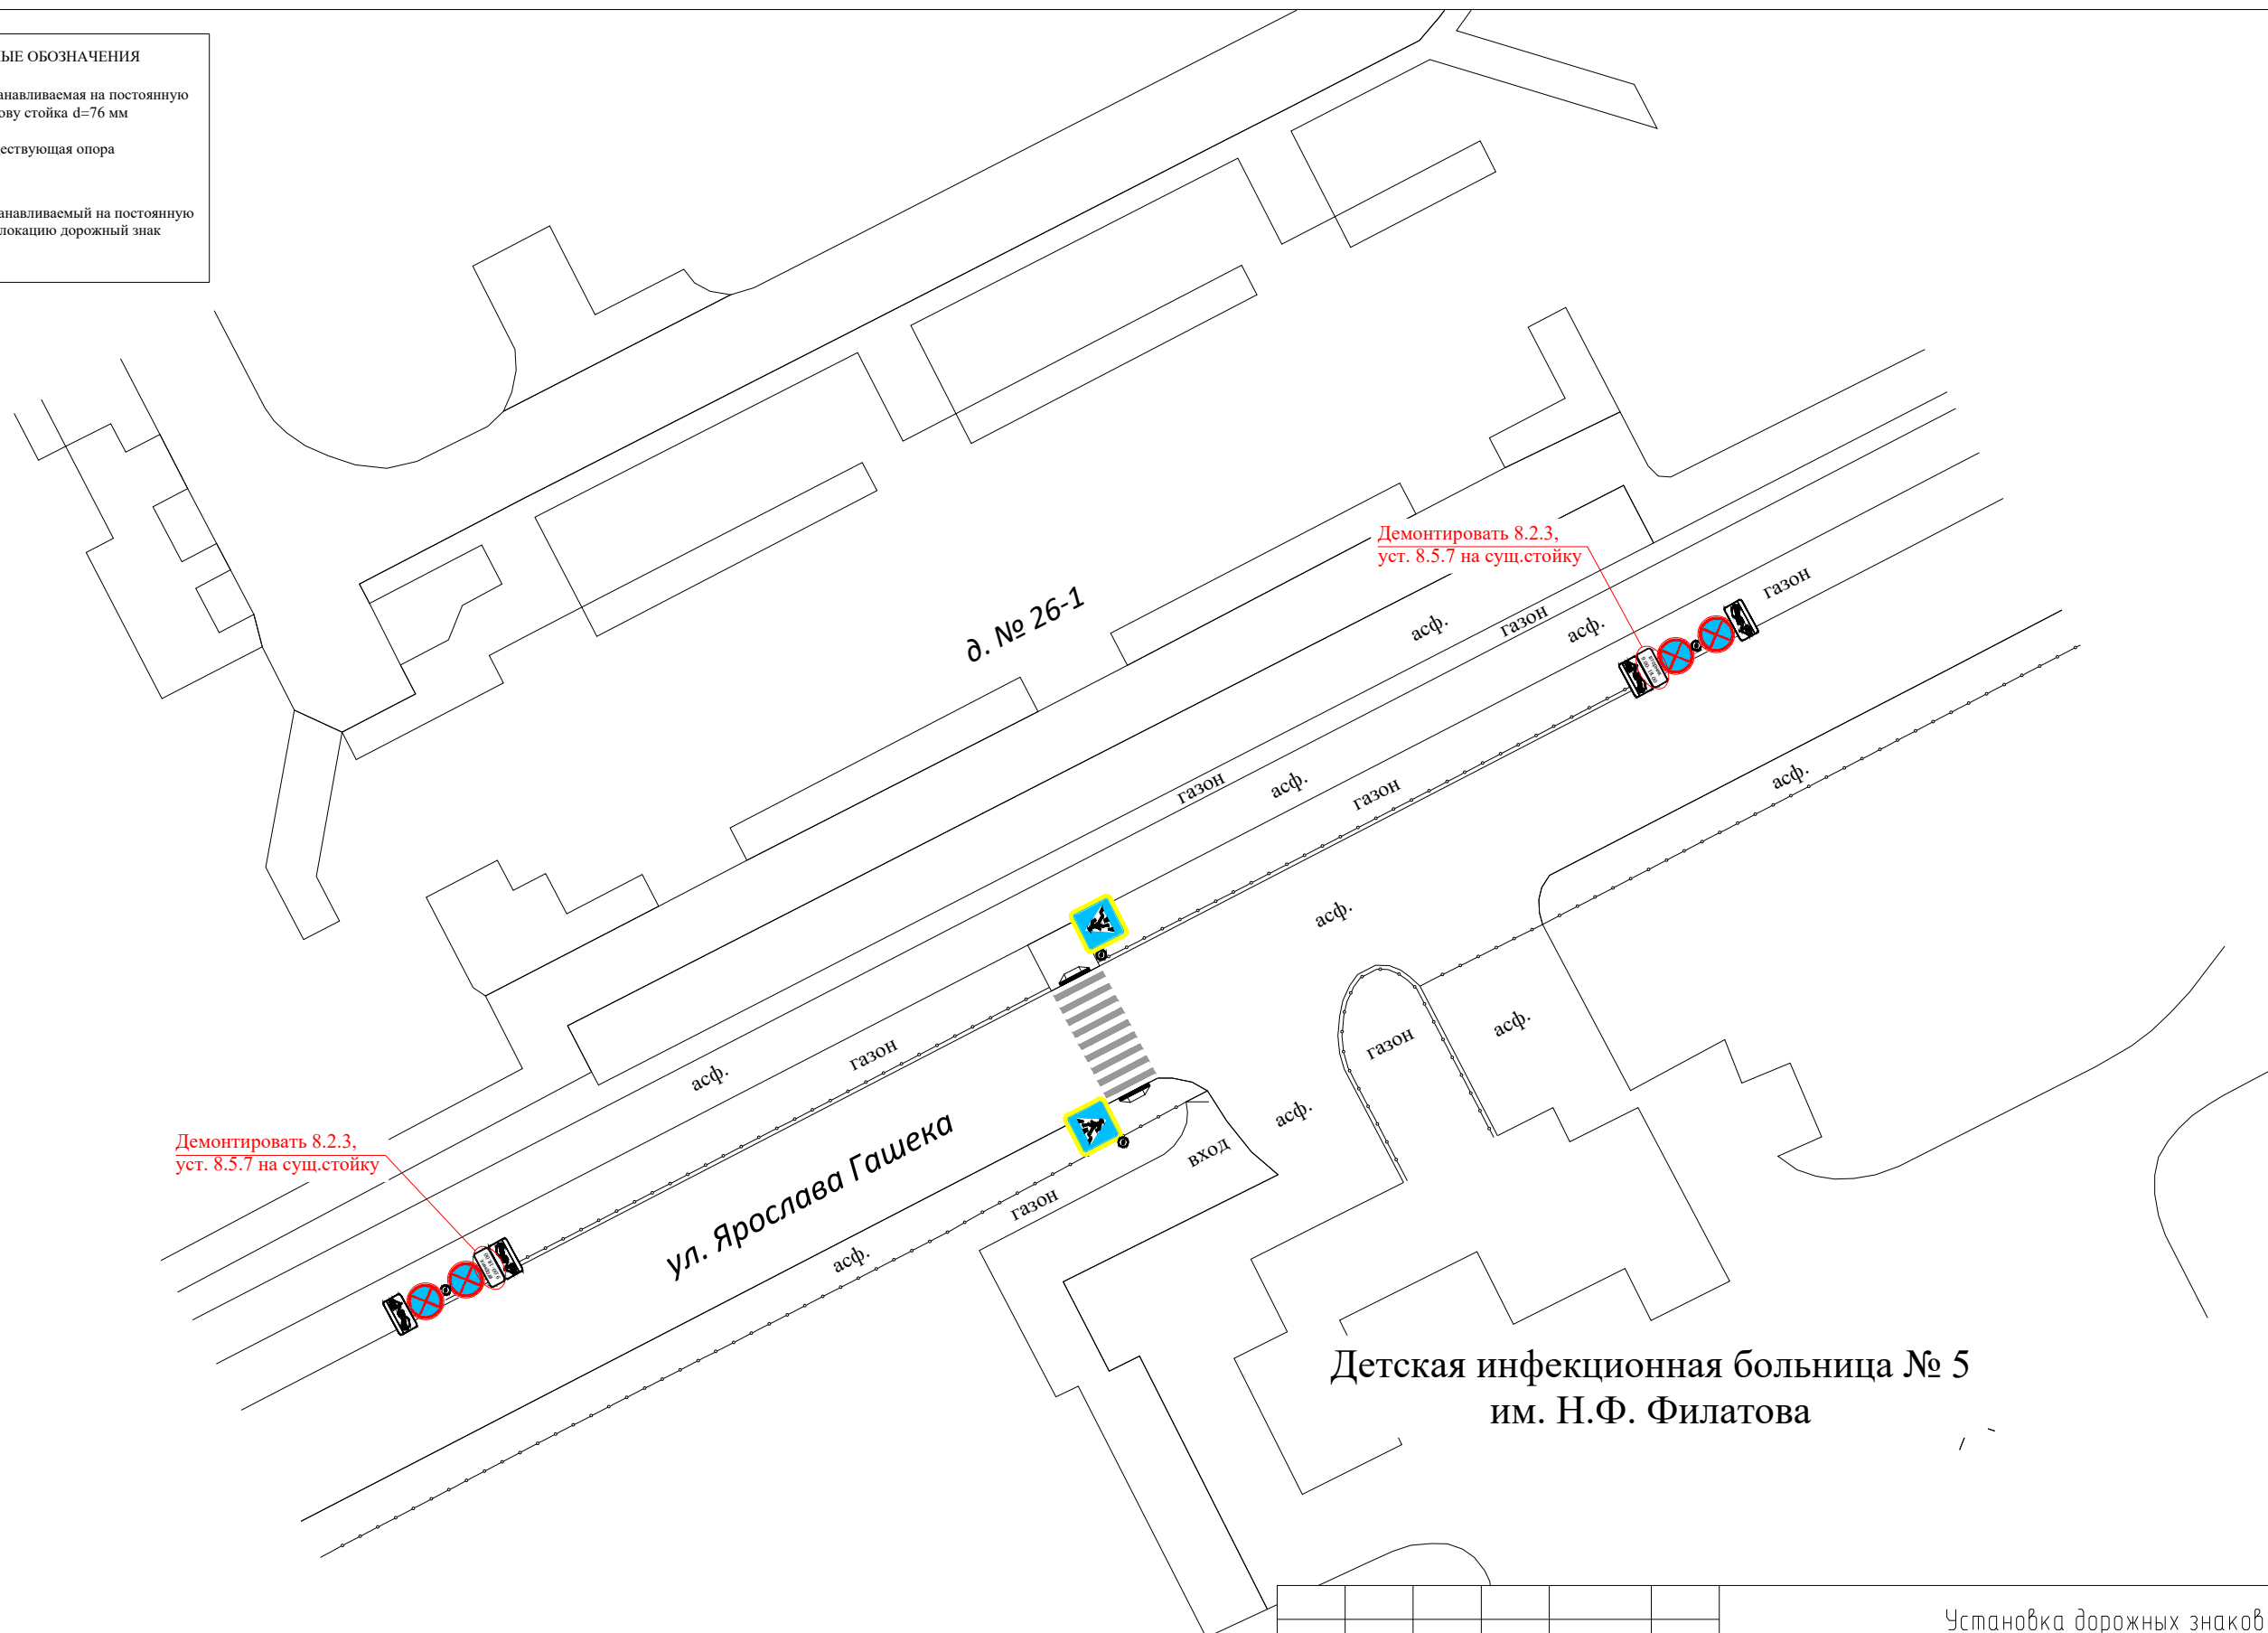 ЫЕ ОБОЗНАЧЕНИЯ
анавливаемая на постоянную
ову стойка d=76 мм
ествующая опора
анавливаемый на постоянную
локацию дорожный знак
Демонтировать 8.2.3,
уст. 8.5.7 на сущ.стойку
д. № 26-1
асф.
газон
асф.
газон
газон
асф.
газон
асф.
асф.
газон
асф.
асф.
газон
асф.
асф.
вход
газон
асф.
ул. Ярослава Гашека
Демонтировать 8.2.3,
уст. 8.5.7 на сущ.стойку
Детская инфекционная больница № 5
им. Н.Ф. Филатова
Установка дорожных знаков